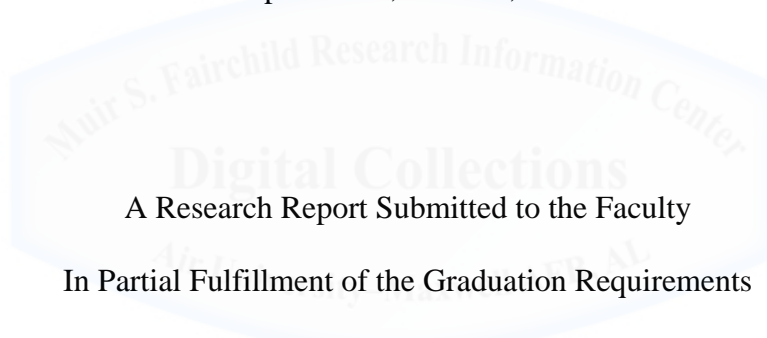 Muir S. Fairchild Research Information Center
Digital Collections
A Research Report Submitted to the Faculty
In Partial Fulfillment of the Graduation Requirements